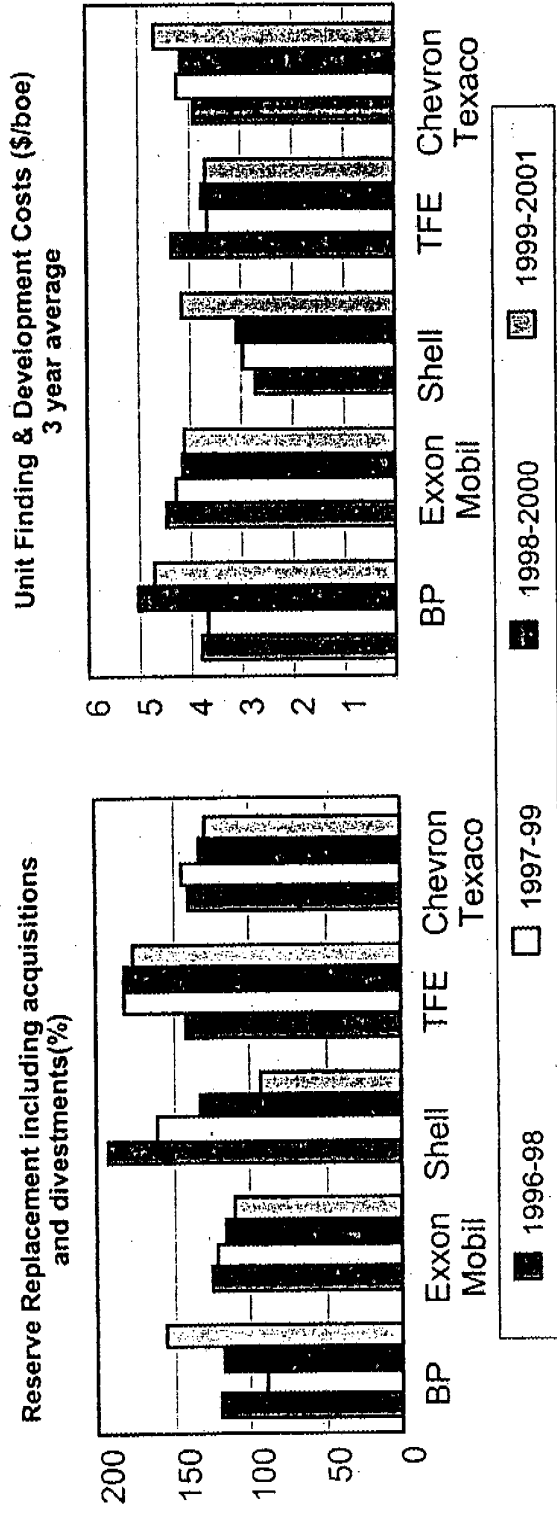 Reserve Replacement including acquisitions
and divestments(%)
200
150
100
50
0
BP
Exxon
Mobil
Shell
TFE
Chevron
Texaco
Unit Finding & Development Costs ($/boe)
3 year average
6
5
4
3
2
1
BP
Exxon
Mobil
Shell
TFE
Chevron
Texaco
1996-98
1997-99
1998-2000
1999-2001